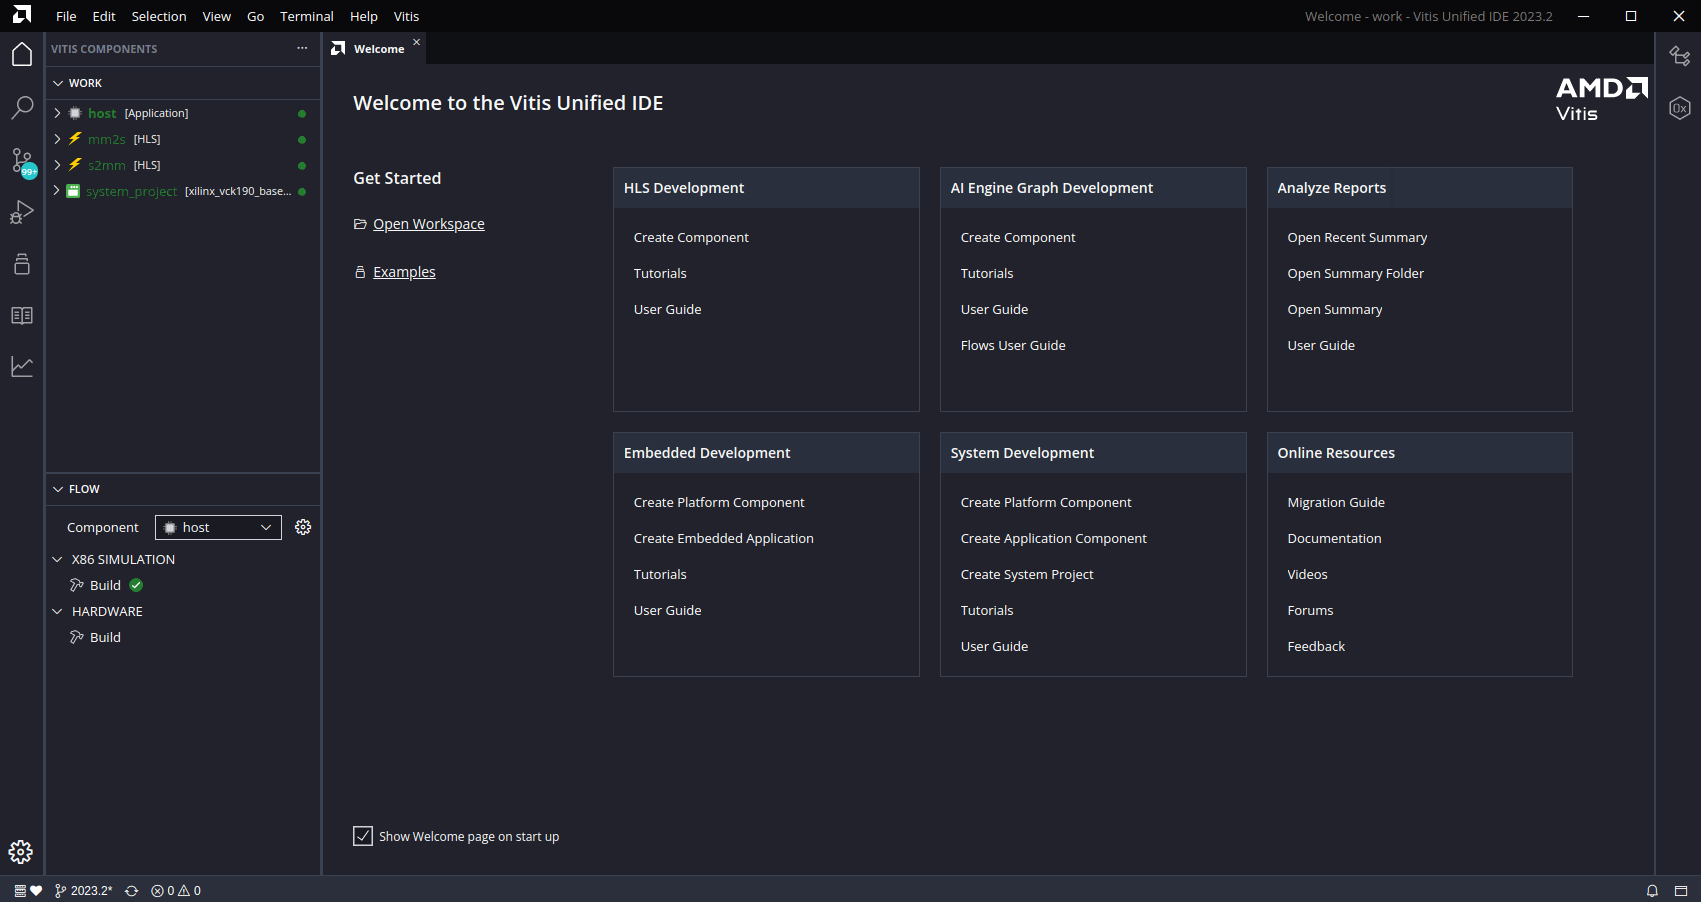 File Edit Selection View Go Terminal Help Vitis
Welcome - work - Vitis Unified IDE 2023.2
VITIS COMPONENTS
WORK
host [Application]
mm2s [HLS]
s2mm [HLS]
system_project [xilinx_vck190_base...
99+
FLOW
Component host
X86 SIMULATION
Build
HARDWARE
Build
Welcome
Welcome to the Vitis Unified IDE
AMD
Vitis
Get Started
Open Workspace
Examples
HLS Development
Create Component
Tutorials
User Guide
AI Engine Graph Development
Create Component
Tutorials
User Guide
Flows User Guide
Analyze Reports
Open Recent Summary
Open Summary Folder
Open Summary
User Guide
Embedded Development
Create Platform Component
Create Embedded Application
Tutorials
User Guide
System Development
Create Platform Component
Create Application Component
Create System Project
Tutorials
User Guide
Online Resources
Migration Guide
Documentation
Videos
Forums
Feedback
Show Welcome page on start up
0x
2023.2* 0 0